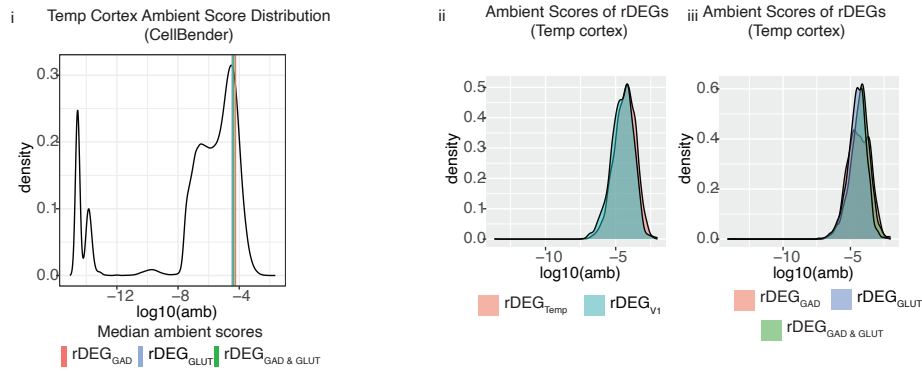 i
Temp Cortex Ambient Score Distribution
(CellBender)
density
0.3
0.2
0.1
0.0
−12 −8 −4
log10(amb)
Median ambient scores
rDEGGAD rDEGGLUT rDEGGAD & GLUT
ii
Ambient Scores of rDEGs
(Temp cortex)
density
0.5
0.4
0.3
0.2
0.1
0.0
−10 −5
log10(amb)
rDEGTemp rDEGV1
iii
Ambient Scores of rDEGs
(Temp cortex)
density
0.6
0.4
0.2
0.0
−10 −5
log10(amb)
rDEGGAD rDEGGLUT
rDEGGAD & GLUT